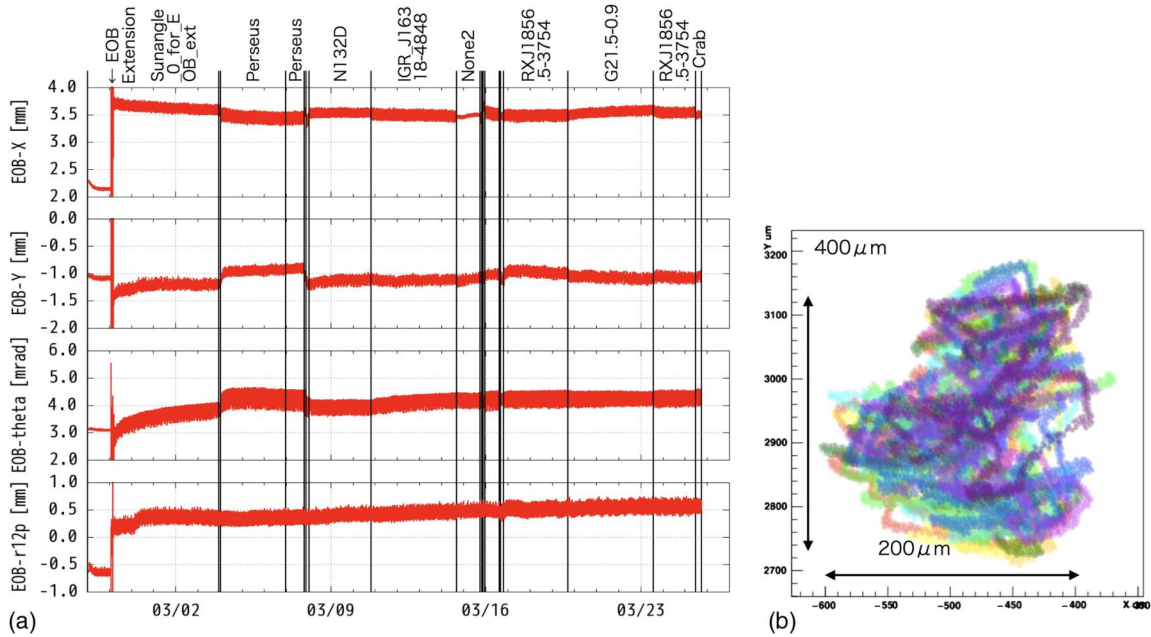 ← EOB
Extension
Sunangle
0_for_E
OB_ext
Perseus
Perseus
N132D
IGR_J163
18-4848
None2
RXJ1856
.5-3754
G21.5-0.9
RXJ1856
.5-3754
Crab
EOB-X [mm]
4.0
3.5
3.0
2.5
2.0
EOB-Y [mm]
0.0
-0.5
-1.0
-1.5
-2.0
EOB-theta [mrad]
6.0
5.0
4.0
3.0
2.0
EOB-r12p [mm]
1.0
0.5
0.0
-0.5
-1.0
03/02 03/09 03/16 03/23
(a)
Y um
400μm
3200
3100
3000
2900
2800
2700
200μm
-600 -550 -500 -450 -400
(b)